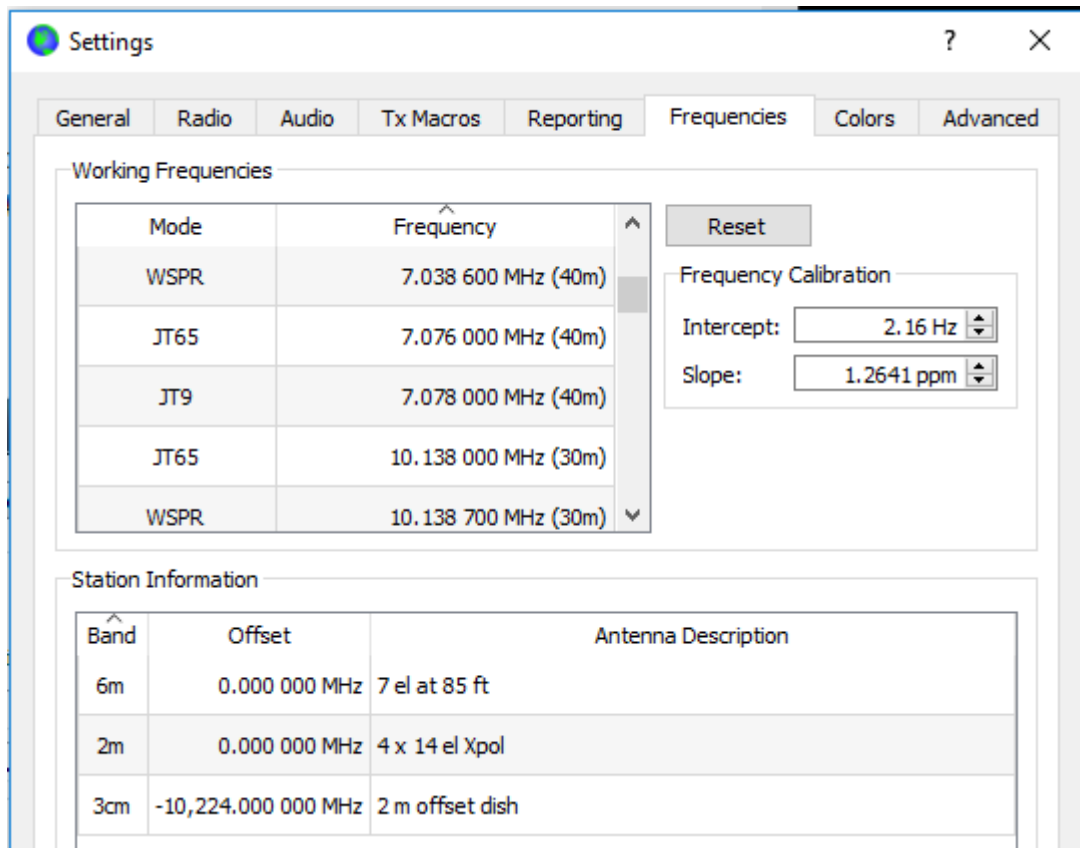 Settings ?
General Radio Audio Tx Macros Reporting Frequencies Colors Advanced
Working Frequencies
Mode Frequency Reset
WSPR 7.038 600 MHz (40m) Frequency Calibration
Intercept: 2.16 Hz
JT65 7.076 000 MHz (40m)
Slope: 1.2641 ppm
JT9 7.078 000 MHz (40m)
JT65 10.138 000 MHz (30m)
WSPR 10.138 700 MHz (30m)
Station Information
Band Offset Antenna Description
6m 0.000 000 MHz 7 el at 85 ft
2m 0.000 000 MHz 4 x 14 el Xpol
3cm -10,224.000 000 MHz 2 m offset dish